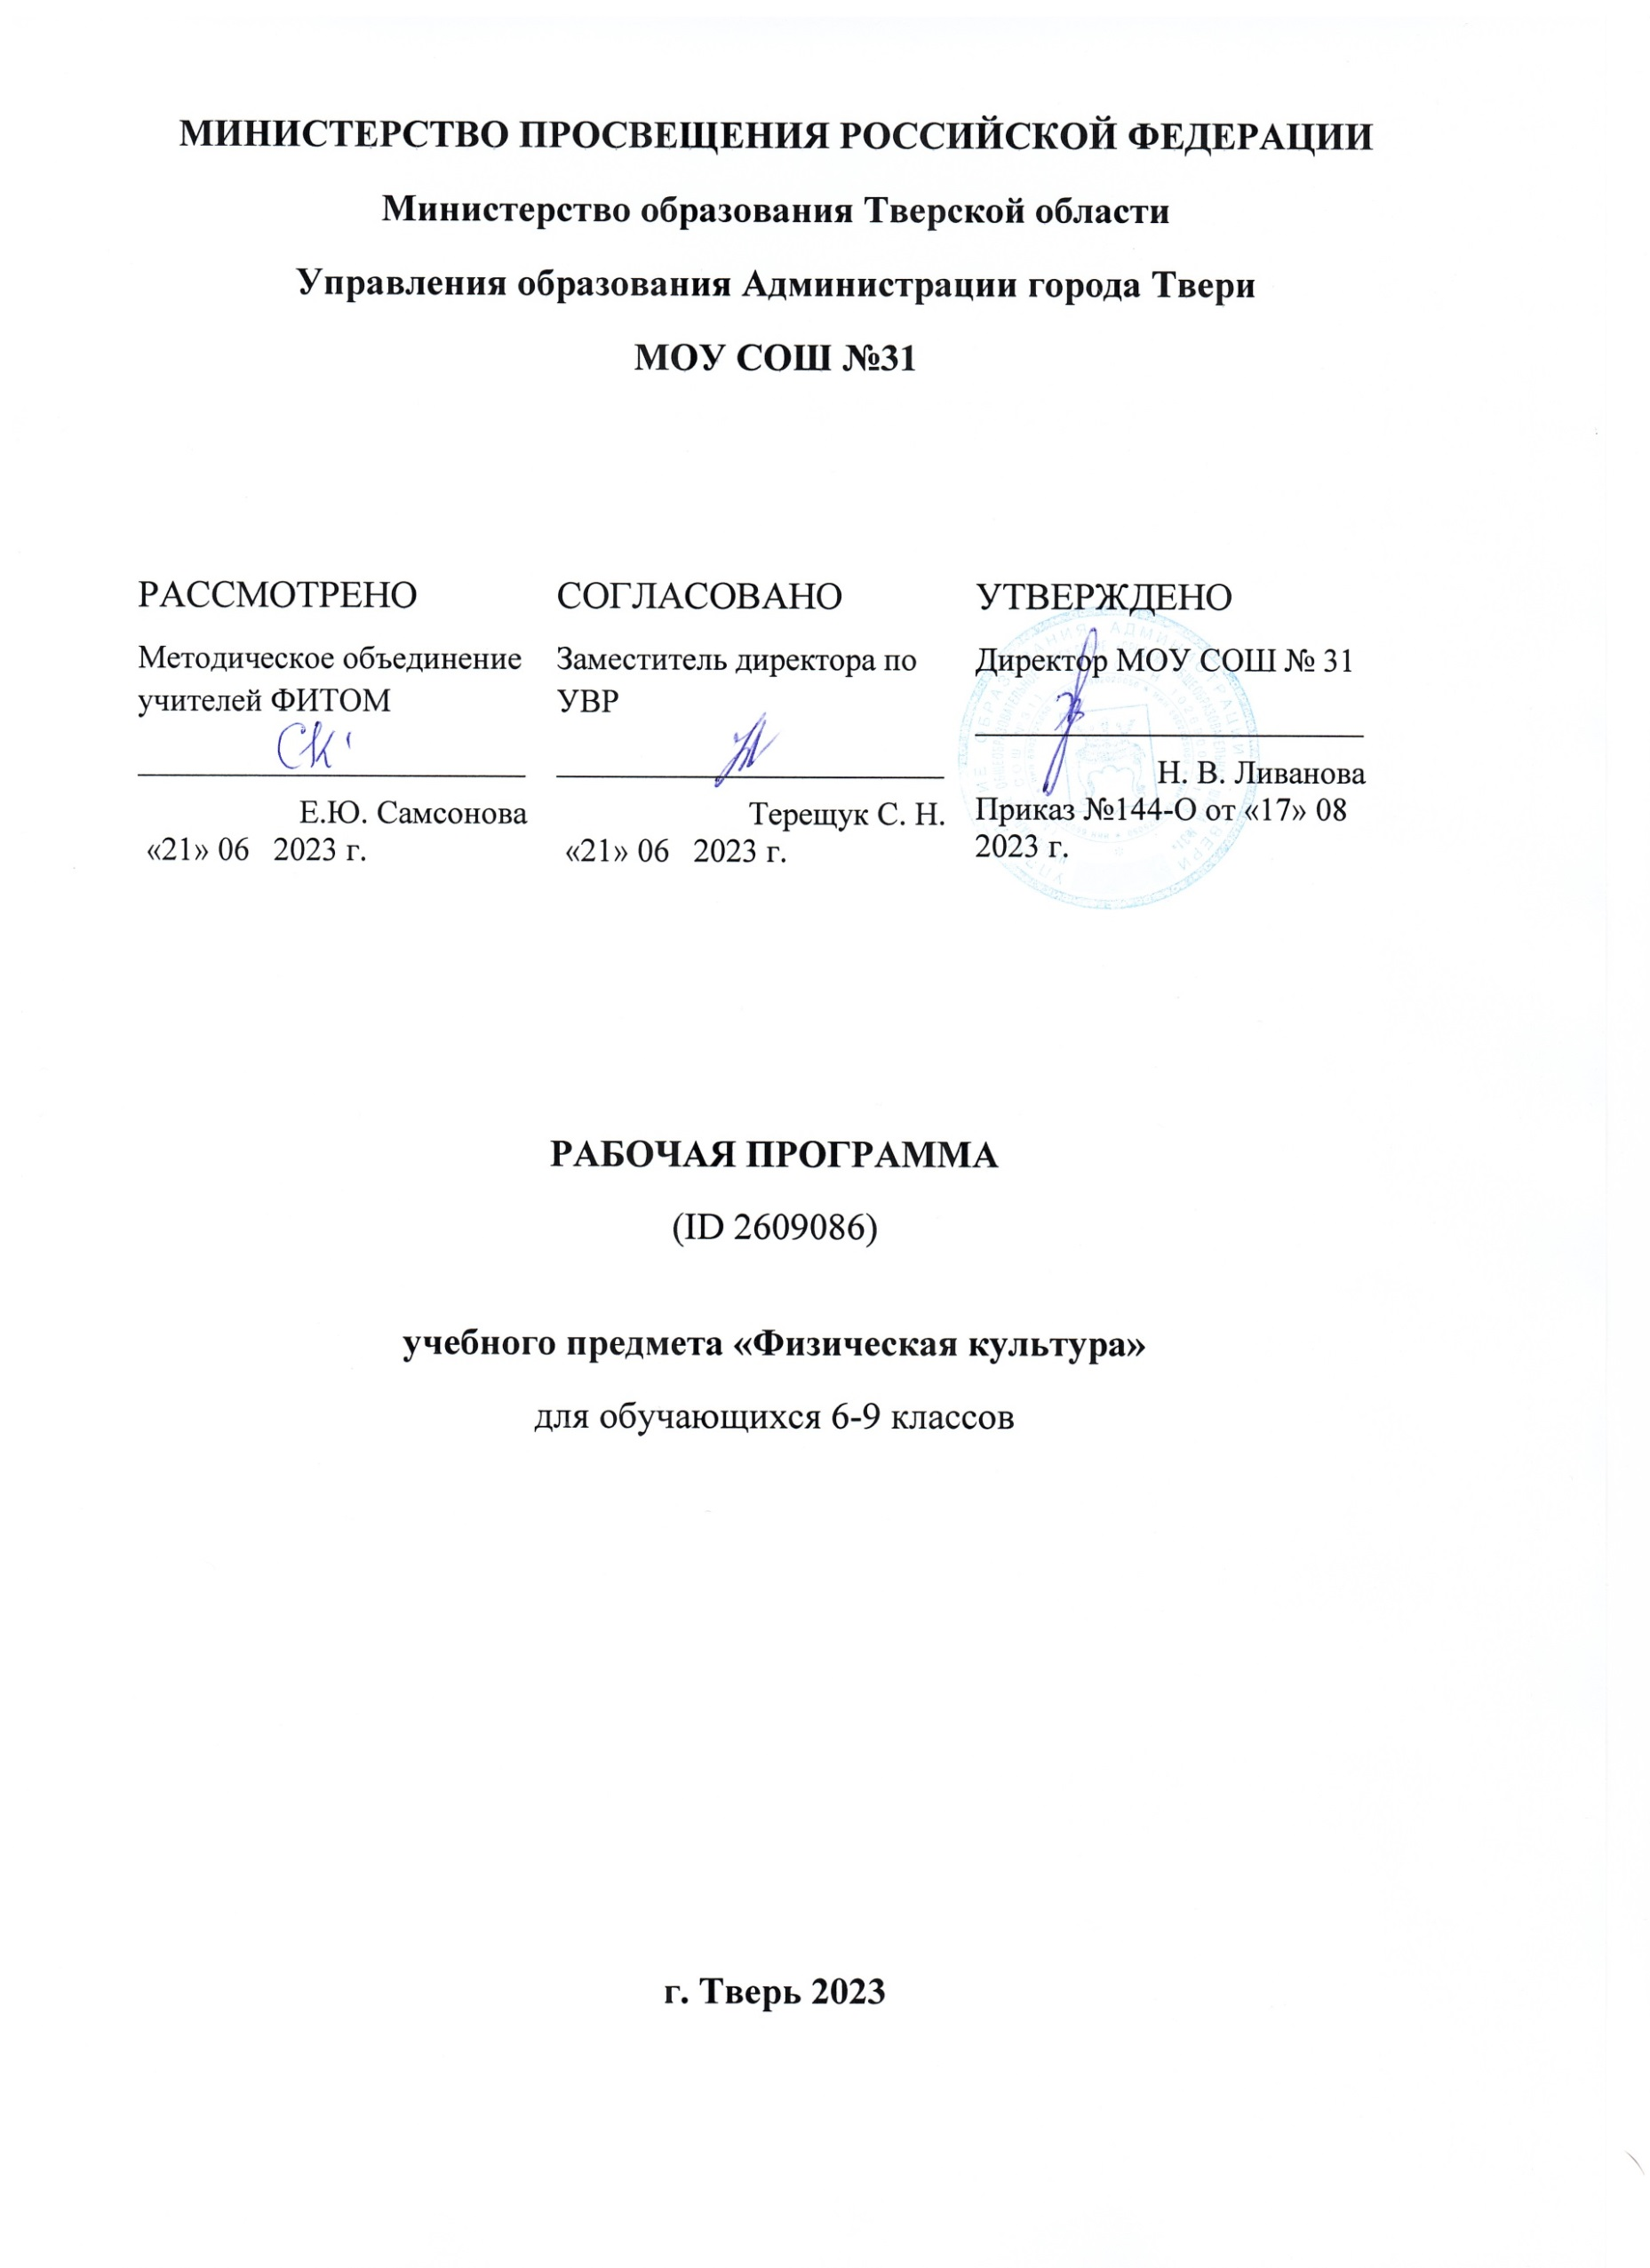 МИНИСТЕРСТВО ПРОСВЕЩЕНИЯ РОССИЙСКОЙ ФЕДЕРАЦИИ
Министерство образования Тверской области
Управления образования Администрации города Твери
МОУ СОШ №31
РАССМОТРЕНО
Методическое объединение
учителей ФИТОМ
Е.Ю. Самсонова
«21» 06 2023 г.
СОГЛАСОВАНО
Заместитель директора по
УВР
Терещук С. Н.
«21» 06 2023 г.
УТВЕРЖДЕНО
Директор МОУ СОШ № 31
Н. В. Ливанова
Приказ №144-О от «17» 08
2023 г.
РАБОЧАЯ ПРОГРАММА
(ID 2609086)
учебного предмета «Физическая культура»
для обучающихся 6-9 классов
г. Тверь 2023